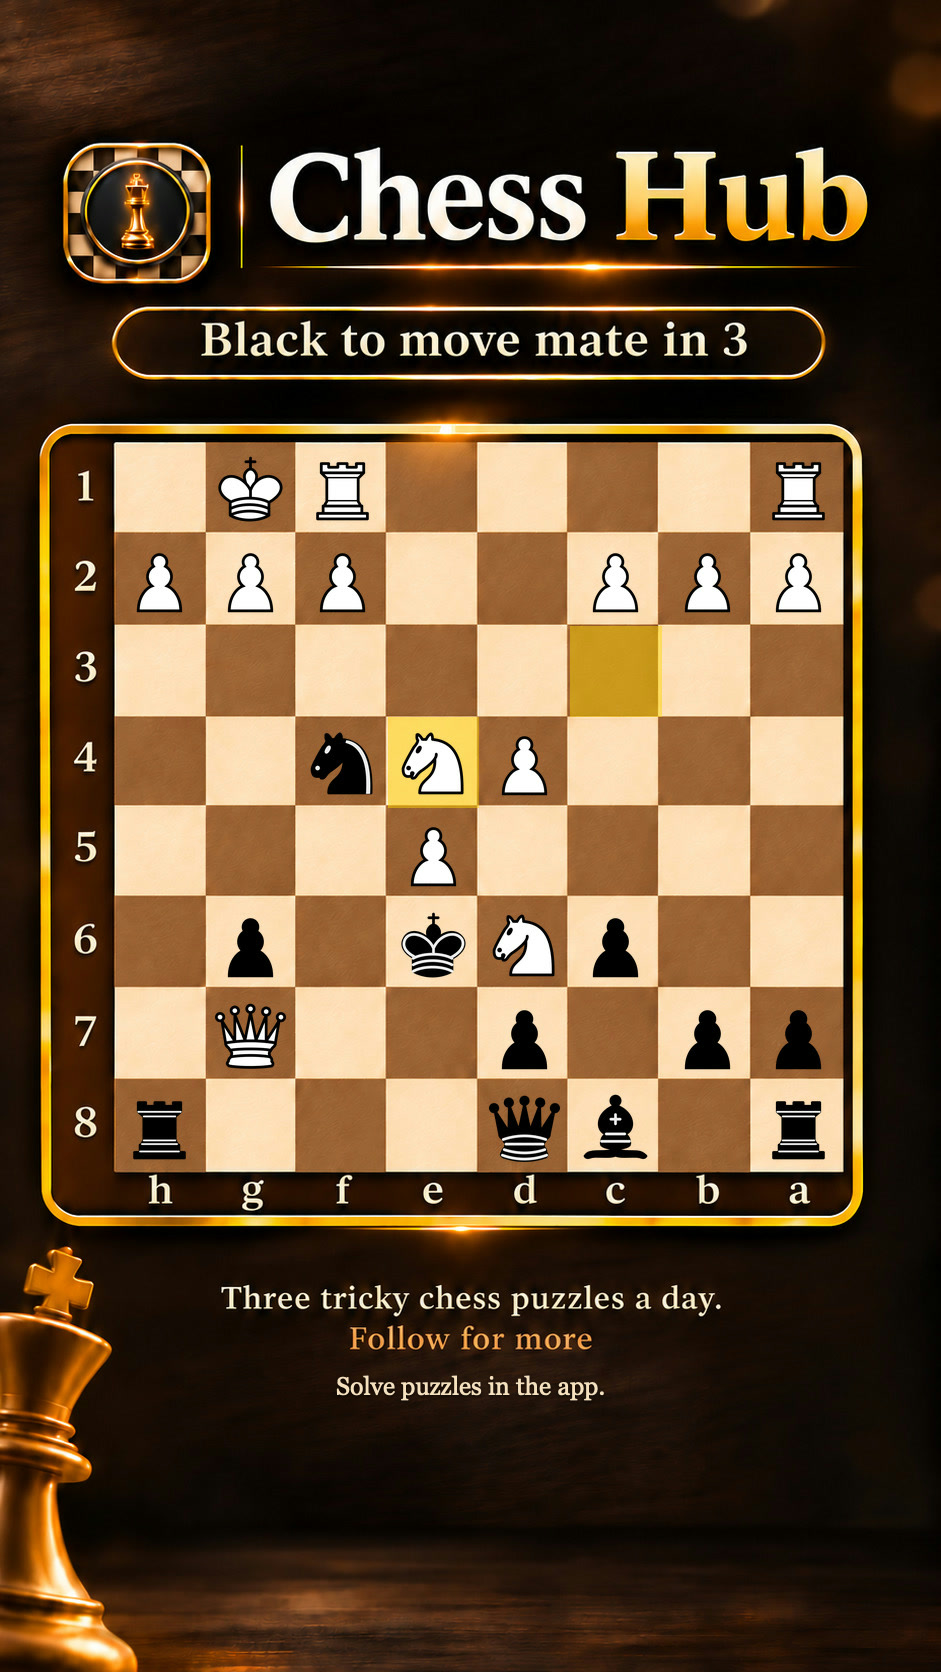 Chess Hub
Black to move mate in 3
1
2
3
4
5
6
7
8
h g f e d c b a
Three tricky chess puzzles a day.
Follow for more
Solve puzzles in the app.